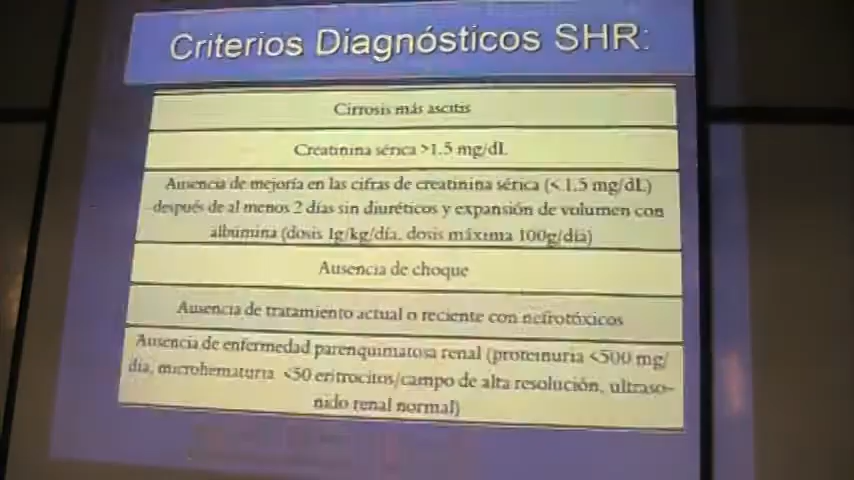 Criterios Diagnósticos SHR:
Cirrosis más ascitis
Creatinina sérica >1.5 mg/dL
Ausencia de mejoría en las cifras de creatinina sérica (<1.5 mg/dL)
después de al menos 2 días sin diuréticos y expansión de volumen con
albúmina (dosis 1g/kg/día, dosis máxima 100g/día)
Ausencia de choque
Ausencia de tratamiento actual o reciente con nefrotóxicos
Ausencia de enfermedad parenquimatosa renal (proteinuria <500 mg/
día, microhematuria <50 eritrocitos/campo de alta resolución, ultraso-
nido renal normal)